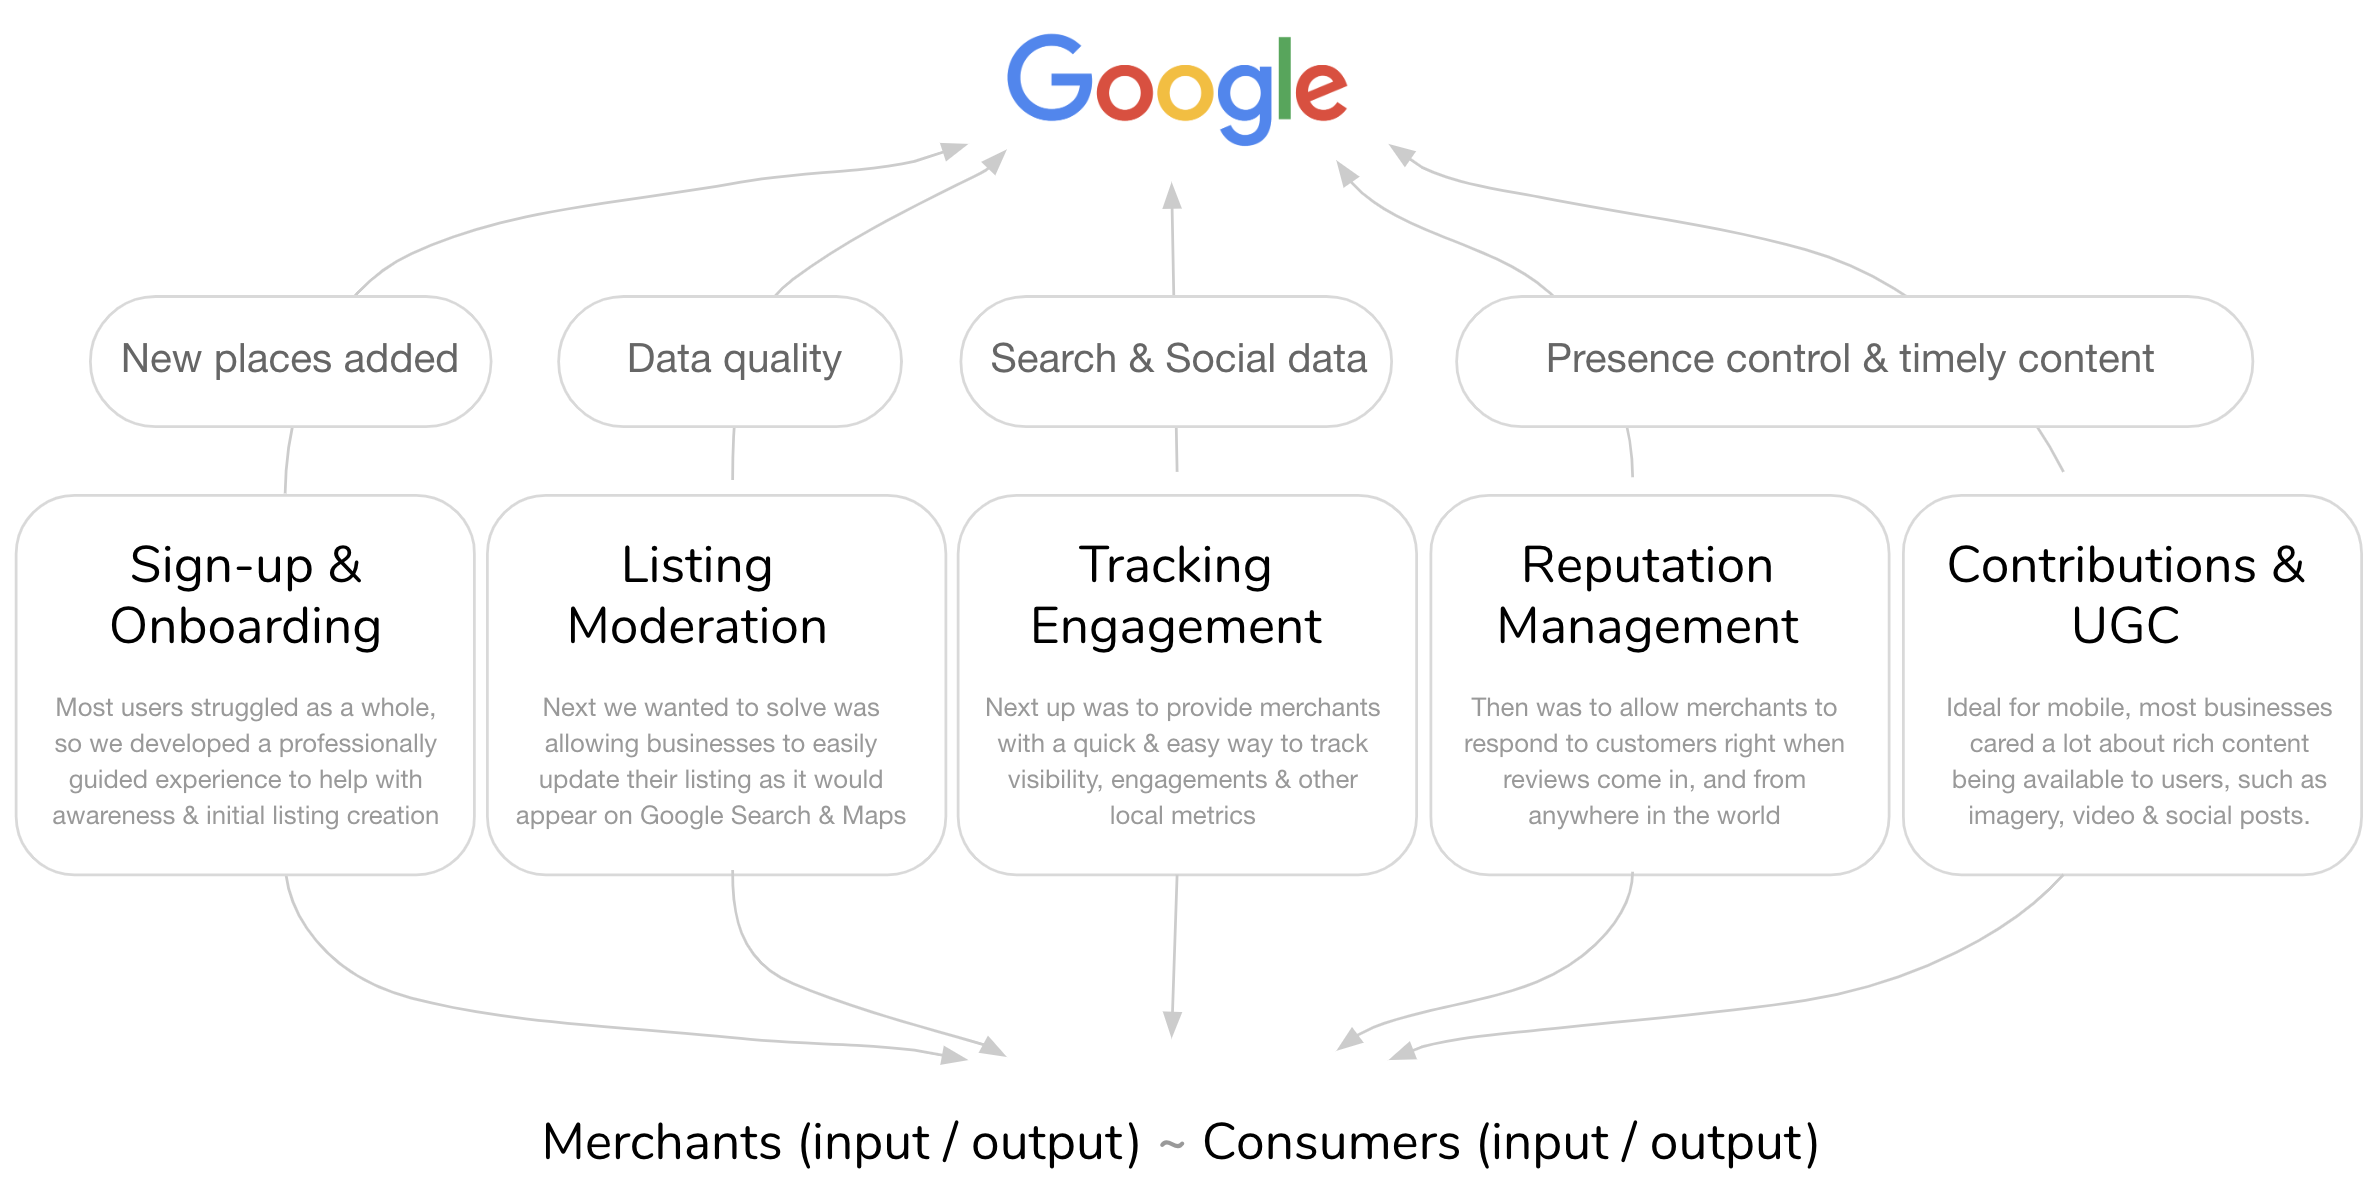 Google
New places added
Data quality
Search & Social data
Presence control & timely content
Sign-up &
Onboarding
Most users struggled as a whole,
so we developed a professionally
guided experience to help with
awareness & initial listing creation
Listing
Moderation
Next we wanted to solve was
allowing businesses to easily
update their listing as it would
appear on Google Search & Maps
Tracking
Engagement
Next up was to provide merchants
with a quick & easy way to track
visibility, engagements & other
local metrics
Reputation
Management
Then was to allow merchants to
respond to customers right when
reviews come in, and from
anywhere in the world
Contributions &
UGC
Ideal for mobile, most businesses
cared a lot about rich content
being available to users, such as
imagery, video & social posts.
Merchants (input / output) ~ Consumers (input / output)